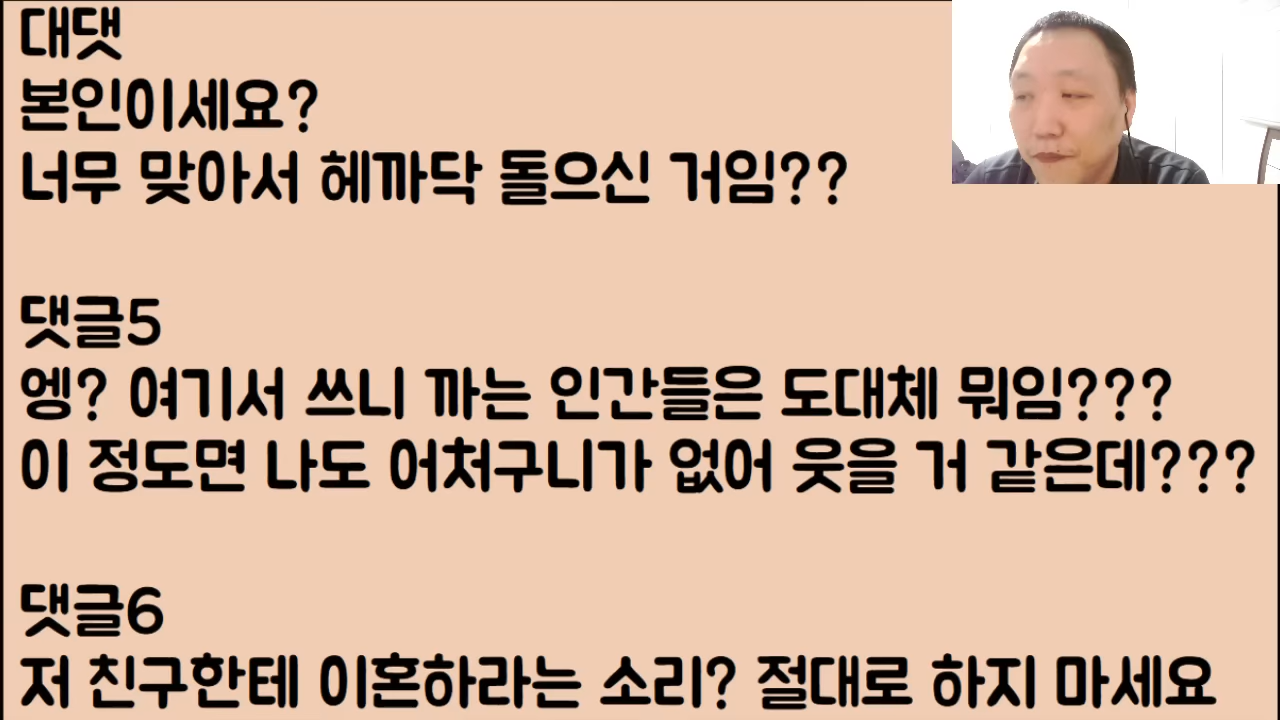 대댓
본인이세요?
너무 맞아서 헤까닥 돌으신 거임??
댓글5
엥? 여기서 쓰니 까는 인간들은 도대체 뭐임???
이 정도면 나도 어처구니가 없어 웃을 거 같은데???
댓글6
저 친구한테 이혼하라는 소리? 절대로 하지 마세요